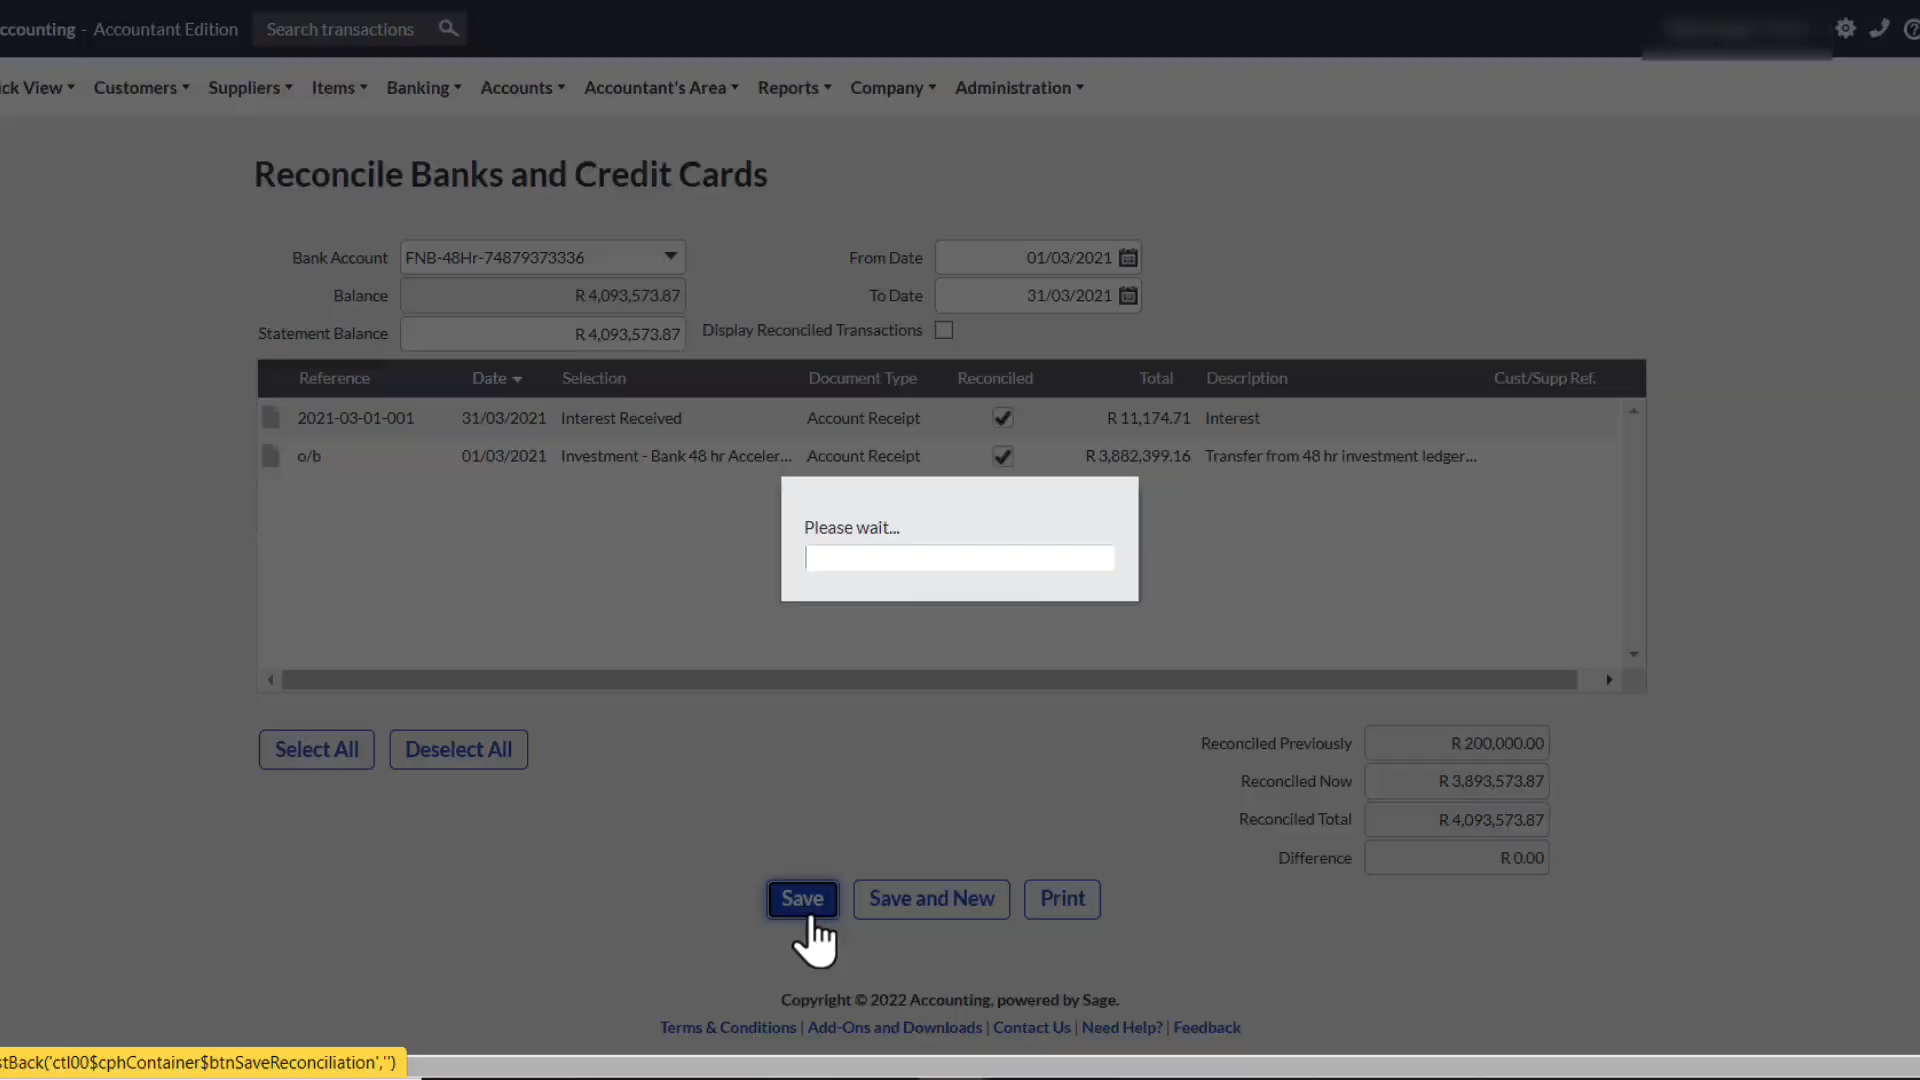 ccounting - Accountant Edition Search transactions
ick View Customers Suppliers Items Banking Accounts Accountant's Area Reports Company Administration
Reconcile Banks and Credit Cards
Bank Account FNB-48Hr-74879373336 From Date 01/03/2021
Balance R 4,093,573.87 To Date 31/03/2021
Statement Balance R 4,093,573.87 Display Reconciled Transactions
Reference Date Selection Document Type Reconciled Total Description Cust/Supp Ref.
2021-03-01-001 31/03/2021 Interest Received Account Receipt R 11,174.71 Interest
o/b 01/03/2021 Investment - Bank 48 hr Acceler... Account Receipt R 3,882,399.16 Transfer from 48 hr investment ledger...
Please wait...
Select All Deselect All
Reconciled Previously R 200,000.00
Reconciled Now R 3,893,573.87
Reconciled Total R 4,093,573.87
Difference R 0.00
Save Save and New Print
Copyright © 2022 Accounting, powered by Sage.
Terms & Conditions | Add-Ons and Downloads | Contact Us | Need Help? | Feedback
stBack('ctl00$cphContainer$btnSaveReconciliation','')